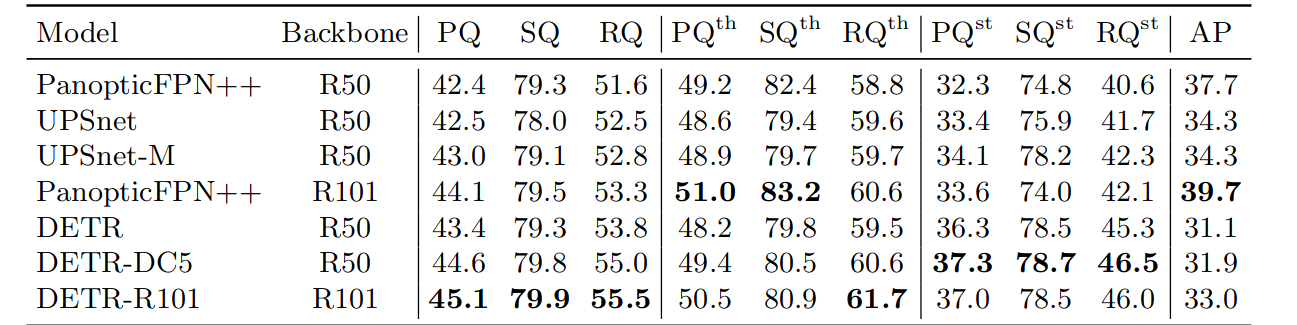 Model Backbone PQ SQ RQ PQ^th SQ^th RQ^th PQ^st SQ^st RQ^st AP
PanopticFPN++ R50 42.4 79.3 51.6 49.2 82.4 58.8 32.3 74.8 40.6 37.7
UPSnet R50 42.5 78.0 52.5 48.6 79.4 59.6 33.4 75.9 41.7 34.3
UPSnet-M R50 43.0 79.1 52.8 48.9 79.7 59.7 34.1 78.2 42.3 34.3
PanopticFPN++ R101 44.1 79.5 53.3 51.0 83.2 60.6 33.6 74.0 42.1 39.7
DETR R50 43.4 79.3 53.8 48.2 79.8 59.5 36.3 78.5 45.3 31.1
DETR-DC5 R50 44.6 79.8 55.0 49.4 80.5 60.6 37.3 78.7 46.5 31.9
DETR-R101 R101 45.1 79.9 55.5 50.5 80.9 61.7 37.0 78.5 46.0 33.0